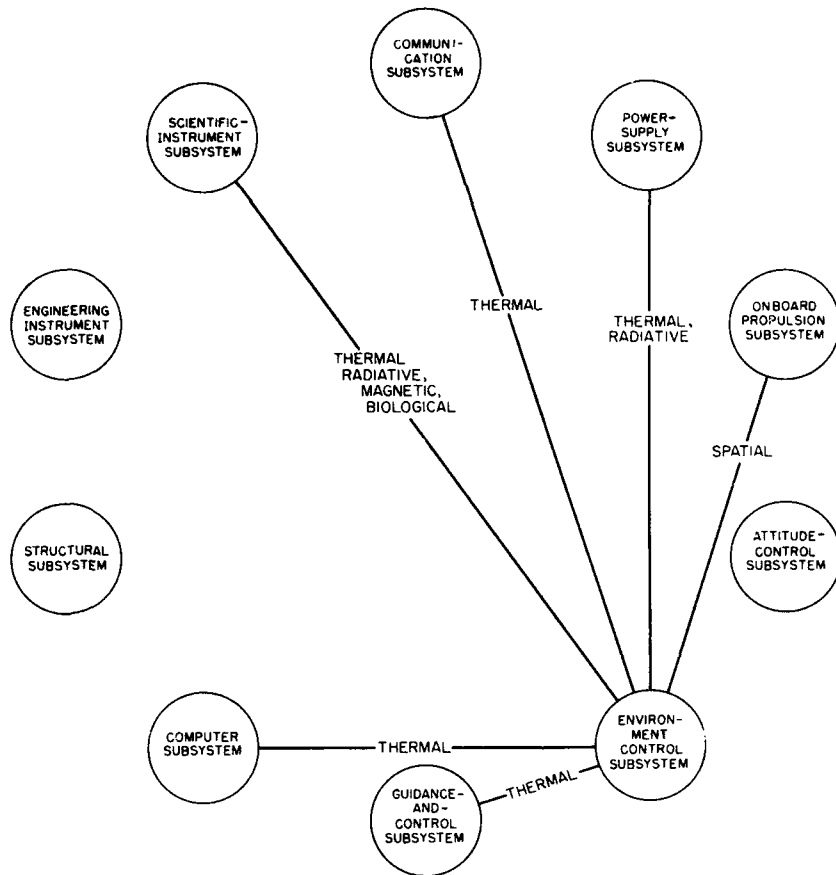 COMMUNI-
CATION
SUBSYSTEM
SCIENTIFIC-
INSTRUMENT
SUBSYSTEM
POWER-
SUPPLY
SUBSYSTEM
ENGINEERING
INSTRUMENT
SUBSYSTEM
THERMAL
THERMAL,
RADIATIVE
ONBOARD
PROPULSION
SUBSYSTEM
THERMAL
RADIATIVE,
MAGNETIC,
BIOLOGICAL
SPATIAL
STRUCTURAL
SUBSYSTEM
ATTITUDE-
CONTROL
SUBSYSTEM
COMPUTER
SUBSYSTEM
THERMAL
ENVIRON-
MENT
CONTROL
SUBSYSTEM
THERMAL
GUIDANCE-
AND-
CONTROL
SUBSYSTEM